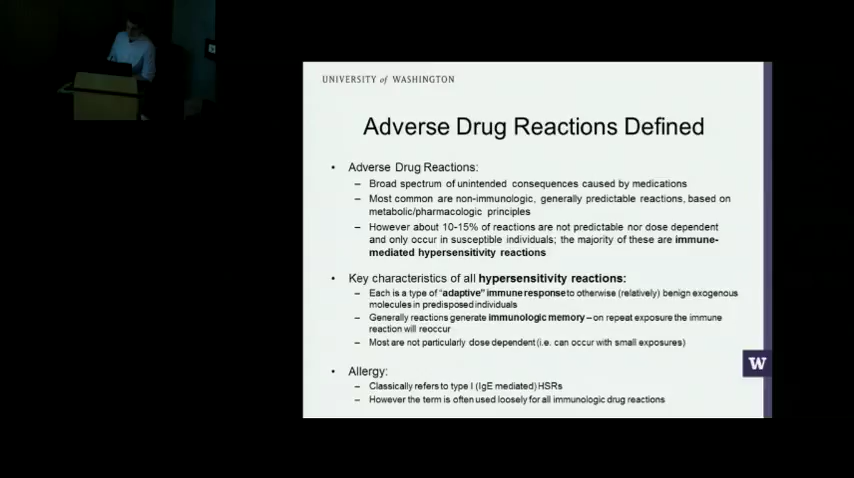 UNIVERSITY of WASHINGTON
Adverse Drug Reactions Defined
• Adverse Drug Reactions:
– Broad spectrum of unintended consequences caused by medications
– Most common are non-immunologic, generally predictable reactions, based on
metabolic/pharmacologic principles
– However about 10-15% of reactions are not predictable nor dose dependent
and only occur in susceptible individuals; the majority of these are immune-
mediated hypersensitivity reactions
• Key characteristics of all hypersensitivity reactions:
– Each is a type of "adaptive" immune response to otherwise (relatively) benign exogenous
molecules in predisposed individuals
– Generally reactions generate immunologic memory – on repeat exposure the immune
reaction will reoccur
– Most are not particularly dose dependent (i.e. can occur with small exposures)
W
• Allergy:
– Classically refers to type I (IgE mediated) HSRs
– However the term is often used loosely for all immunologic drug reactions